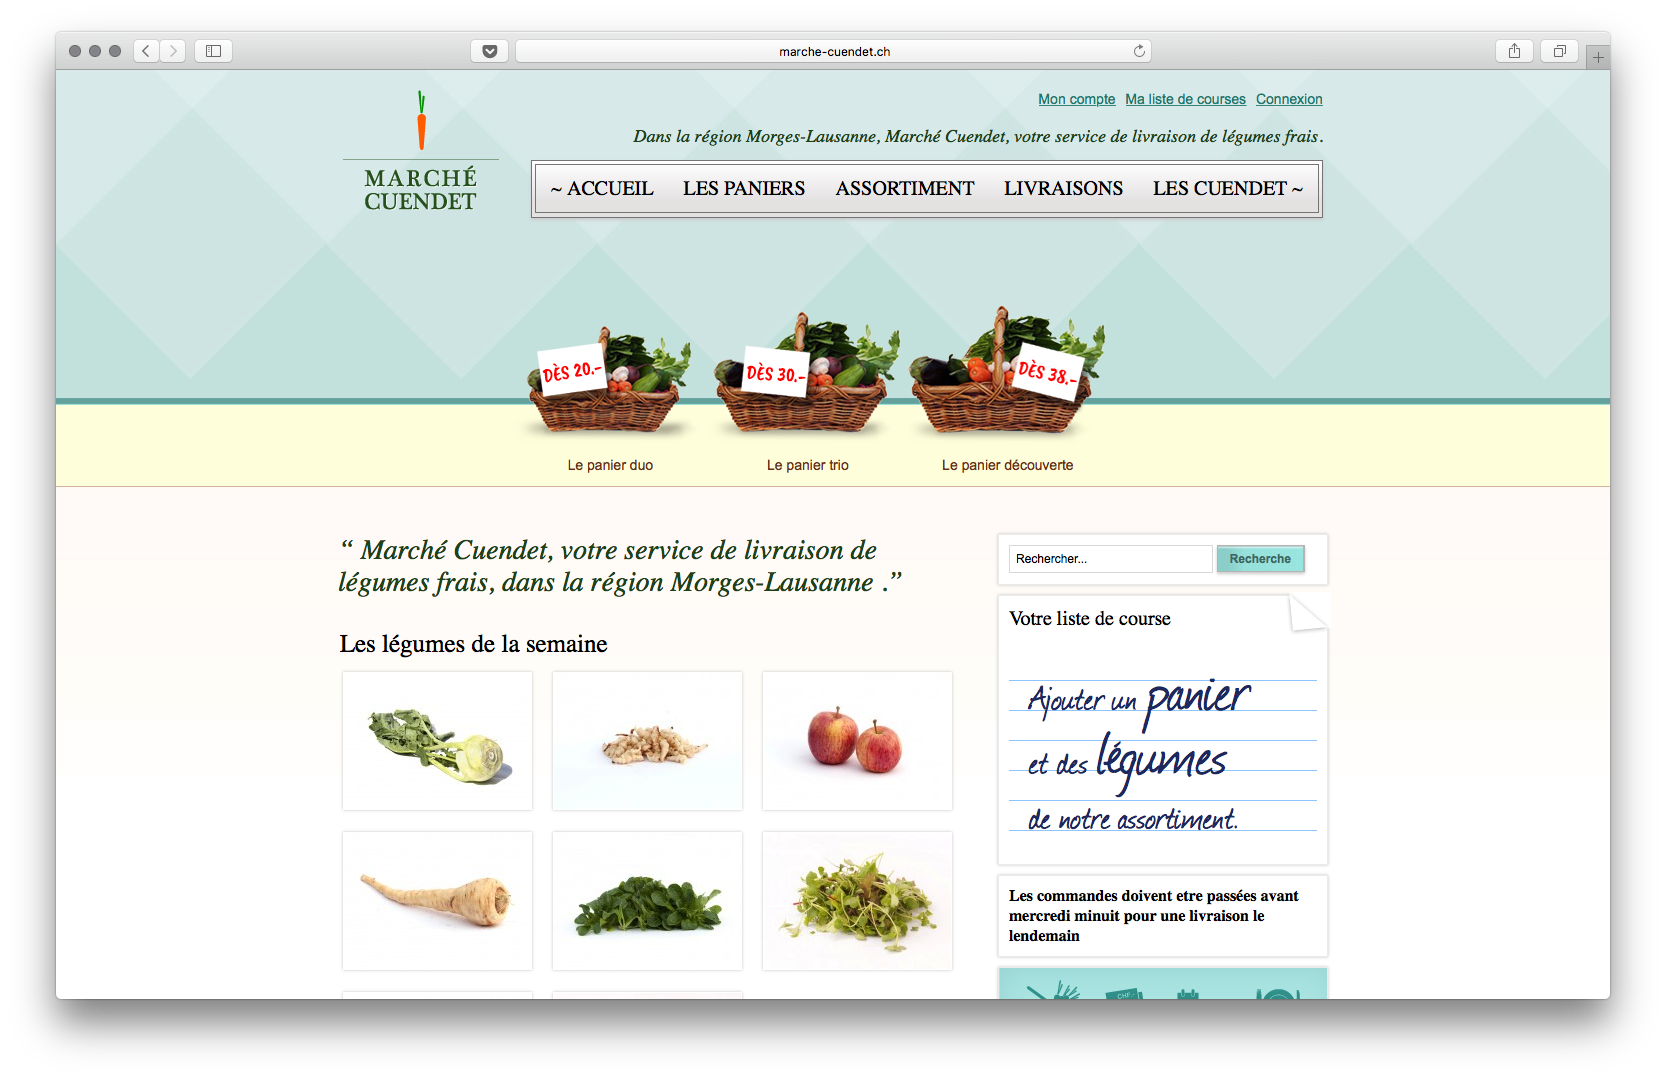 marche-cuendet.ch
Mon compte Ma liste de courses Connexion
Dans la région Morges-Lausanne, Marché Cuendet, votre service de livraison de légumes frais.
MARCHÉ
CUENDET
~ ACCUEIL LES PANIERS ASSORTIMENT LIVRAISONS LES CUENDET ~
DÈS 20.- DÈS 30.- DÈS 38.-
Le panier duo Le panier trio Le panier découverte
“ Marché Cuendet, votre service de livraison de
légumes frais, dans la région Morges-Lausanne .”
Les légumes de la semaine
Rechercher... Recherche
Votre liste de course
Ajouter un panier
et des légumes
de notre assortiment.
Les commandes doivent etre passées avant
mercredi minuit pour une livraison le
lendemain
CHF